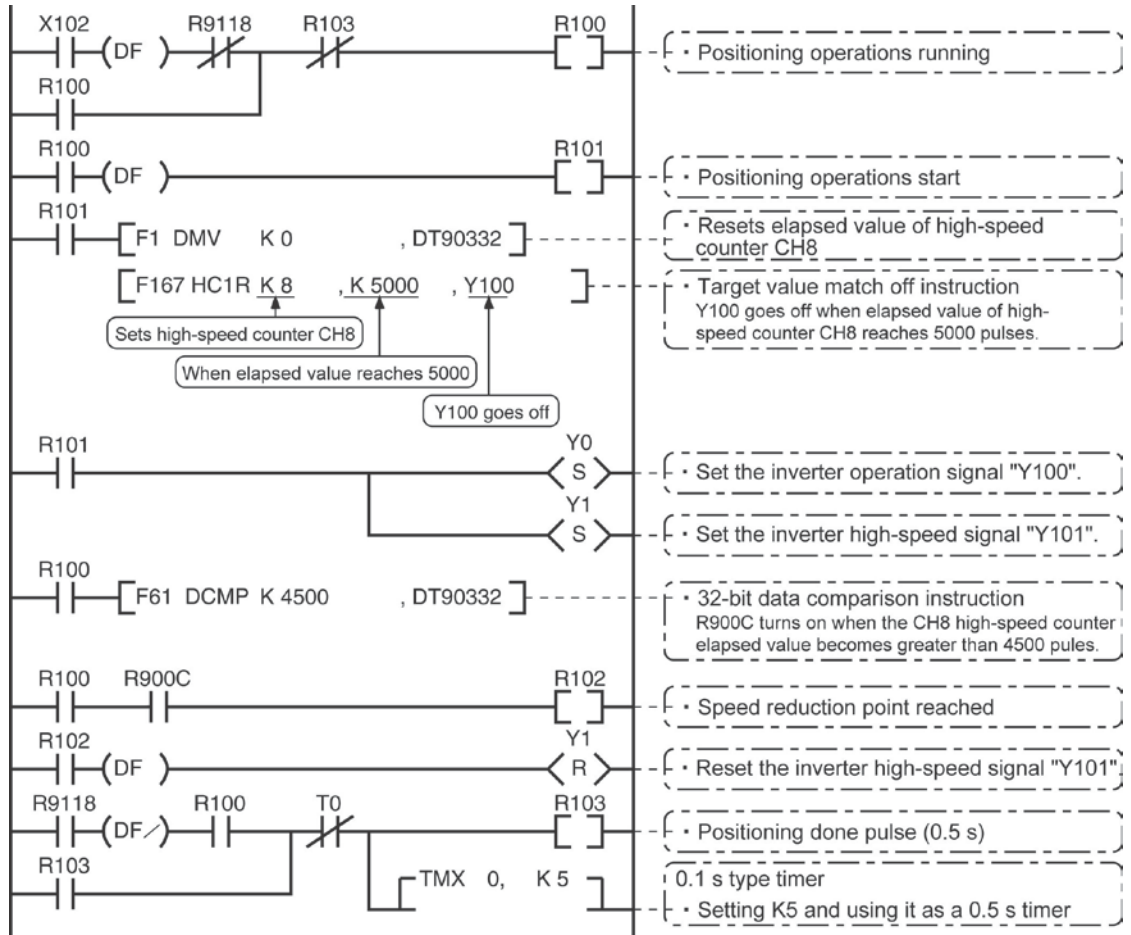 X102 R9118 R103 R100
(DF ) · Positioning operations running
R100
R100 R101
(DF ) · Positioning operations start
R101
F1 DMV K 0 , DT90332 · Resets elapsed value of high-speed
counter CH8
F167 HC1R K 8 , K 5000 , Y100 · Target value match off instruction
Y100 goes off when elapsed value of high-
speed counter CH8 reaches 5000 pulses.
Sets high-speed counter CH8
When elapsed value reaches 5000
Y100 goes off
R101 Y0
S · Set the inverter operation signal "Y100".
Y1
S · Set the inverter high-speed signal "Y101".
R100
F61 DCMP K 4500 , DT90332 · 32-bit data comparison instruction
R900C turns on when the CH8 high-speed counter
elapsed value becomes greater than 4500 pules.
R100 R900C R102
· Speed reduction point reached
R102 Y1
(DF ) R · Reset the inverter high-speed signal "Y101"
R9118 R100 T0 R103
(DF/) · Positioning done pulse (0.5 s)
R103
TMX 0, K 5 0.1 s type timer
· Setting K5 and using it as a 0.5 s timer